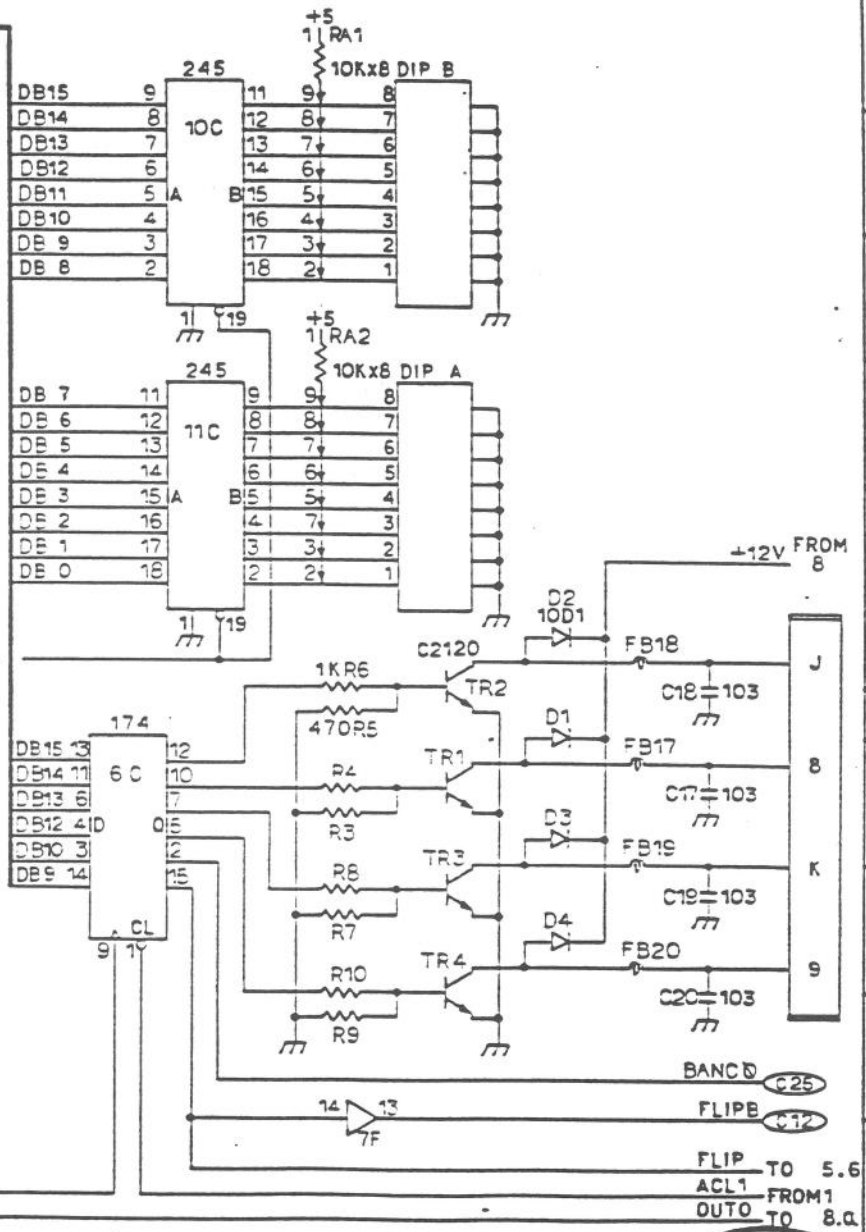 +5
1 RA1
245 10Kx8 DIP B
DB15 9 11 9 8
DB14 8 10C 12 8 7
DB13 7 13 7 6
DB12 6 14 6 5
DB11 5 A B 15 5 4
DB10 4 16 4 3
DB 9 3 17 3 2
DB 8 2 18 2 1
1 19
+5
1 RA2
245 10Kx8 DIP A
DB 7 11 9 9 8
DB 6 12 11C 8 8 7
DB 5 13 7 7 6
DB 4 14 6 6 5
DB 3 15 A B 5 5 4
DB 2 16 4 7 3
DB 1 17 3 3 2
DB 0 18 2 2 1
1 19
+12V FROM
8
D2
10D1
C2120 FB18
1KR6 J
TR2 C18 103
470R5
174 D1
DB15 13 12 FB17
DB14 11 6C 10 R4 TR1 8
DB13 6 7 C17 103
DB12 4 D Q 5 R3
DB10 3 2 D3
DB9 14 15 FB19
R8 TR3 K
C19 103
R7
CL D4
9 1 FB20
R10 TR4 9
C20 103
R9
BANC0 C25
14 13 FLIPB C12
7F
FLIP TO 5.6
ACL1 FROM1
OUT0 TO 8.a